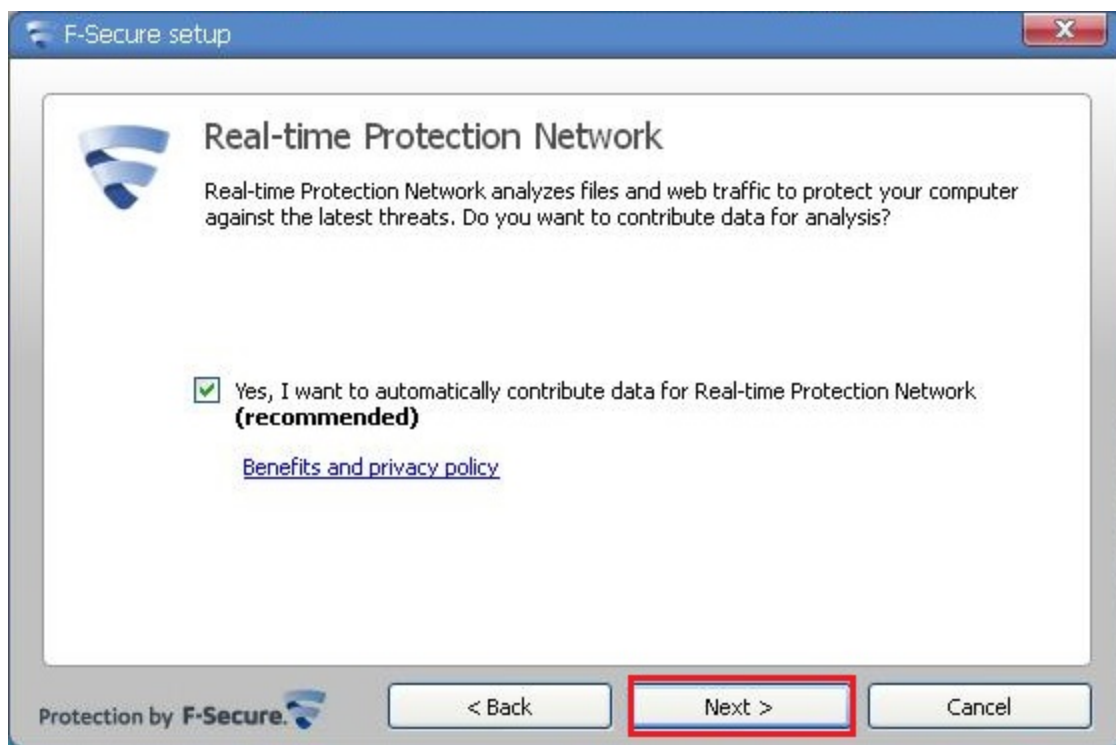 F-Secure setup
Real-time Protection Network
Real-time Protection Network analyzes files and web traffic to protect your computer
against the latest threats. Do you want to contribute data for analysis?
Yes, I want to automatically contribute data for Real-time Protection Network
(recommended)
Benefits and privacy policy
Protection by F-Secure.
< Back
Next >
Cancel